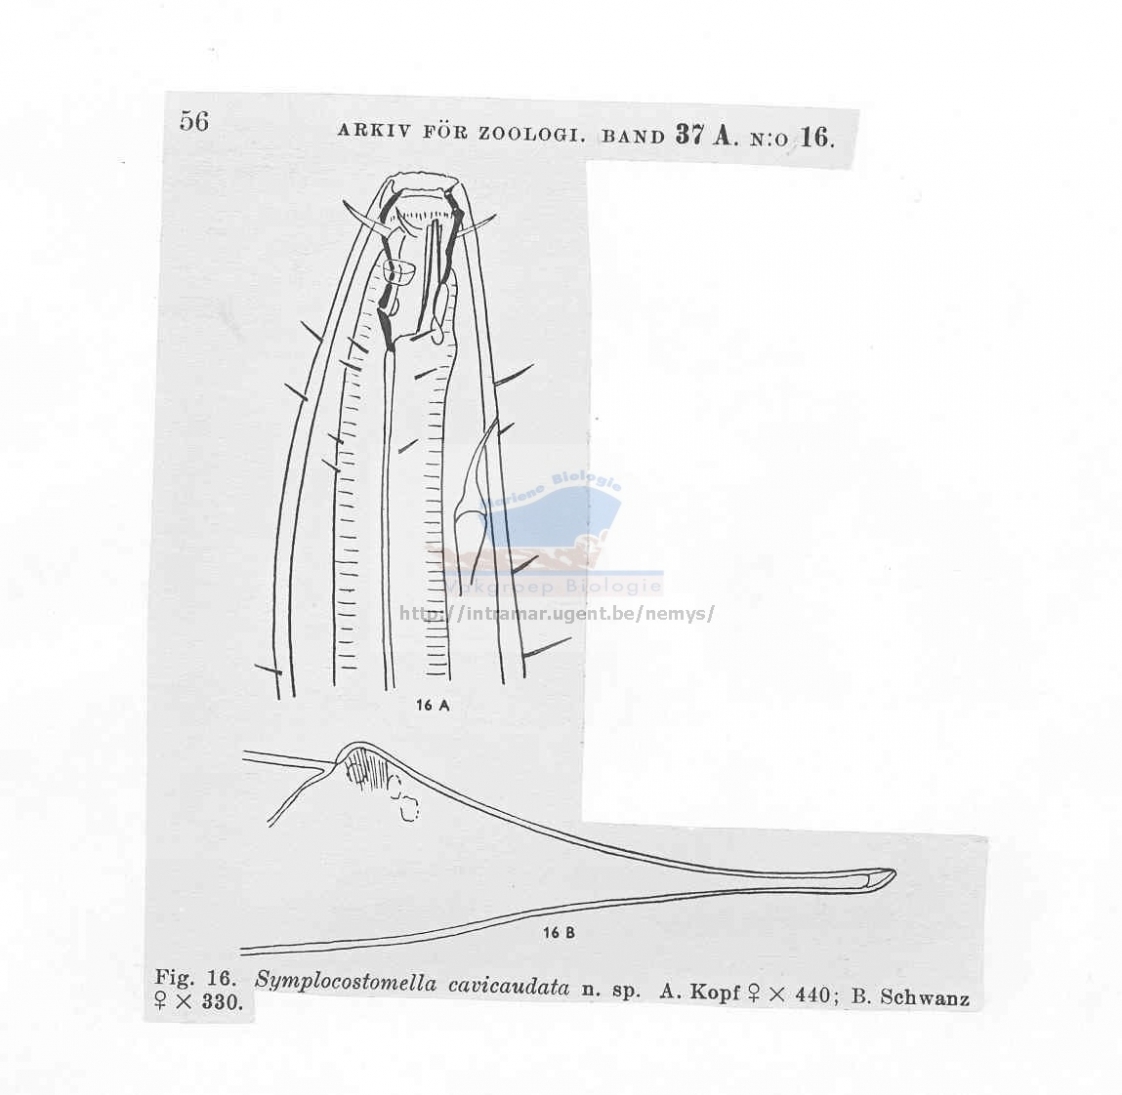 56
ARKIV FÖR ZOOLOGI. BAND 37 A. N:O 16.
Mariene Biologie
Vakgroep Biologie
http://intramar.ugent.be/nemys/
16 A
16 B
Fig. 16. Symplocostomella cavicaudata n. sp. A. Kopf ♀ × 440; B. Schwanz
♀ × 330.